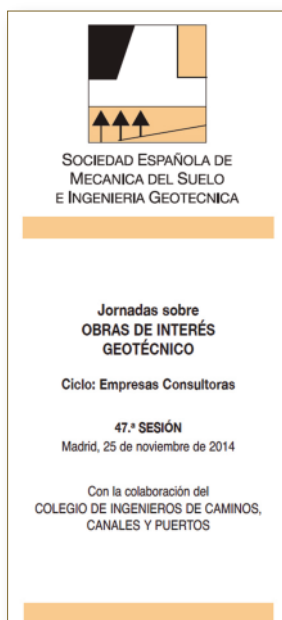 SOCIEDAD ESPAÑOLA DE
MECANICA DEL SUELO
E INGENIERIA GEOTECNICA
Jornadas sobre
OBRAS DE INTERÉS
GEOTÉCNICO
Ciclo: Empresas Consultoras
47.ª SESIÓN
Madrid, 25 de noviembre de 2014
Con la colaboración del
COLEGIO DE INGENIEROS DE CAMINOS,
CANALES Y PUERTOS